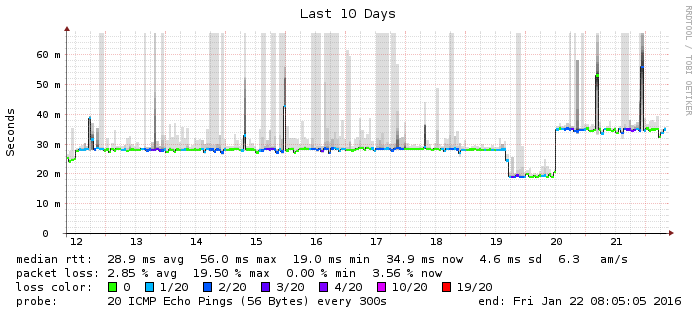 Last 10 Days
RRDTOOL / TOBI OETIKER
Seconds
60 m
50 m
40 m
30 m
20 m
10 m
0
12 13 14 15 16 17 18 19 20 21
median rtt: 28.9 ms avg 56.0 ms max 19.0 ms min 34.9 ms now 4.6 ms sd 6.3 am/s
packet loss: 2.85 % avg 19.50 % max 0.00 % min 3.56 % now
loss color: 0 1/20 2/20 3/20 4/20 10/20 19/20
probe: 20 ICMP Echo Pings (56 Bytes) every 300s end: Fri Jan 22 08:05:05 2016